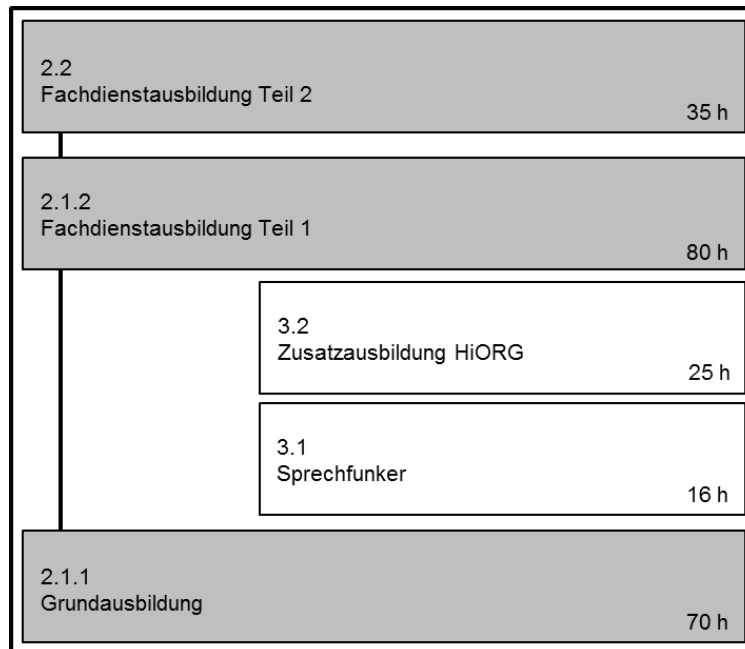 2.2
Fachdienstausbildung Teil 2
35 h
2.1.2
Fachdienstausbildung Teil 1
80 h
3.2
Zusatzausbildung HiORG
25 h
3.1
Sprechfunker
16 h
2.1.1
Grundausbildung
70 h